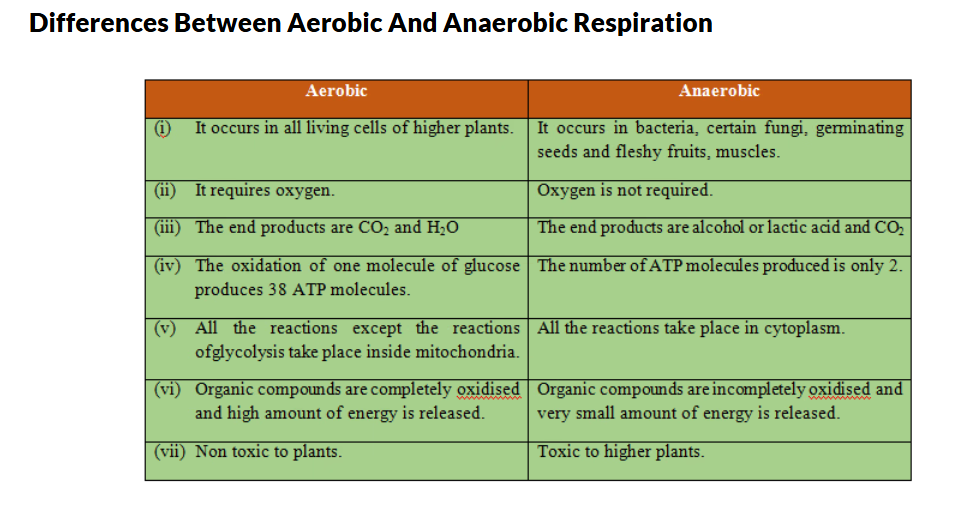 Differences Between Aerobic And Anaerobic Respiration
Aerobic
Anaerobic
(i) It occurs in all living cells of higher plants.
It occurs in bacteria, certain fungi, germinating
seeds and fleshy fruits, muscles.
(ii) It requires oxygen.
Oxygen is not required.
(iii) The end products are CO₂ and H₂O
The end products are alcohol or lactic acid and CO₂
(iv) The oxidation of one molecule of glucose
produces 38 ATP molecules.
The number of ATP molecules produced is only 2.
(v) All the reactions except the reactions
ofglycolysis take place inside mitochondria.
All the reactions take place in cytoplasm.
(vi) Organic compounds are completely oxidised
and high amount of energy is released.
Organic compounds are incompletely oxidised and
very small amount of energy is released.
(vii) Non toxic to plants.
Toxic to higher plants.